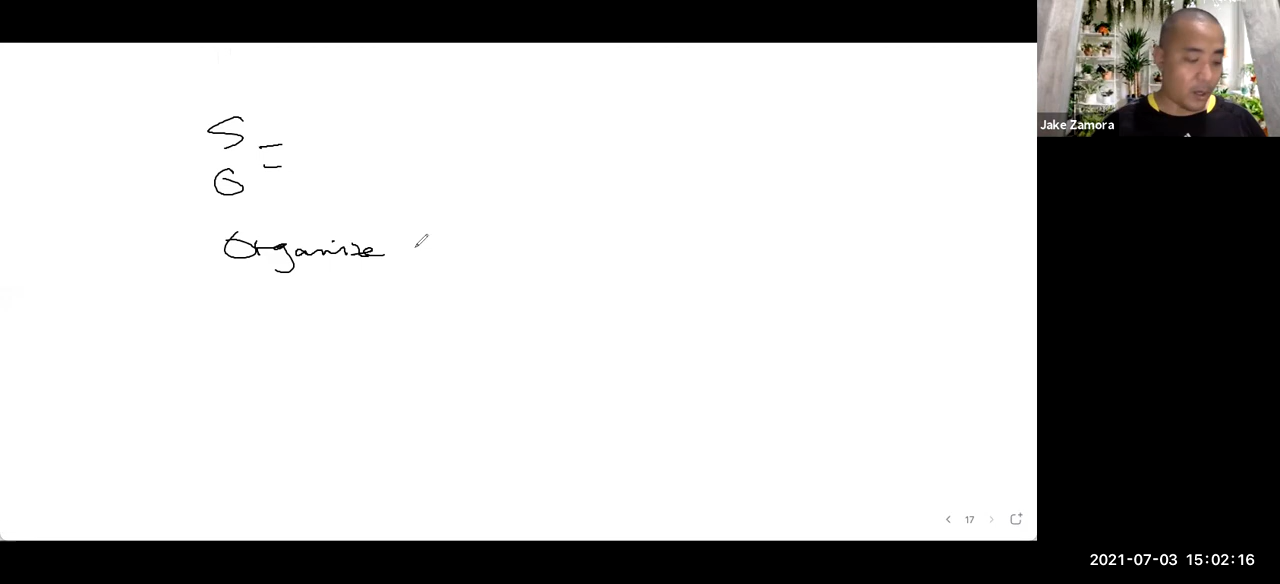 S =
G
Organize
Jake Zamora
17
2021-07-03 15:02:16